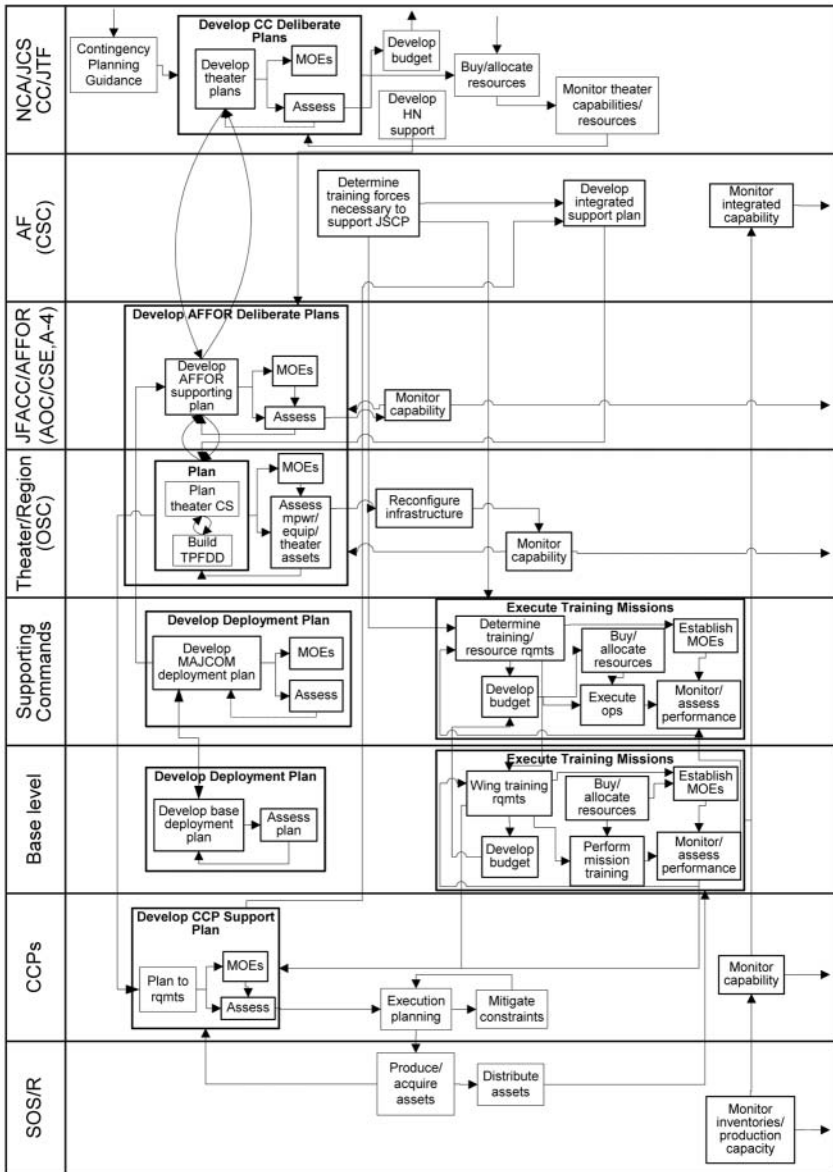 NCA/JCS
CC/JTF
Contingency
Planning
Guidance
Develop CC Deliberate
Plans
Develop
theater
plans
MOEs
Assess
Develop
budget
Develop
HN
support
Buy/allocate
resources
Monitor theater
capabilities/
resources
AF
(CSC)
Determine
training forces
necessary to
support JSCP
Develop
integrated
support plan
Monitor
integrated
capability
JFACC/AFFOR
(AOC/CSE,A-4)
Develop AFFOR Deliberate Plans
Develop
AFFOR
supporting
plan
MOEs
Assess
Monitor
capability
Theater/Region
(OSC)
Plan
Plan
theater CS
Build
TPFDD
MOEs
Assess
mpwr/
equip/
theater
assets
Reconfigure
infrastructure
Monitor
capability
Supporting
Commands
Develop Deployment Plan
Develop
MAJCOM
deployment plan
MOEs
Assess
Execute Training Missions
Determine
training/
resource rqmts
Develop
budget
Buy/
allocate
resources
Execute
ops
Establish
MOEs
Monitor/
assess
performance
Base level
Develop Deployment Plan
Develop base
deployment
plan
Assess
plan
Execute Training Missions
Wing training
rqmts
Develop
budget
Buy/
allocate
resources
Perform
mission
training
Establish
MOEs
Monitor/
assess
performance
CCPs
Develop CCP Support
Plan
Plan to
rqmts
MOEs
Assess
Execution
planning
Mitigate
constraints
Monitor
capability
SOS/R
Produce/
acquire
assets
Distribute
assets
Monitor
inventories/
production
capacity